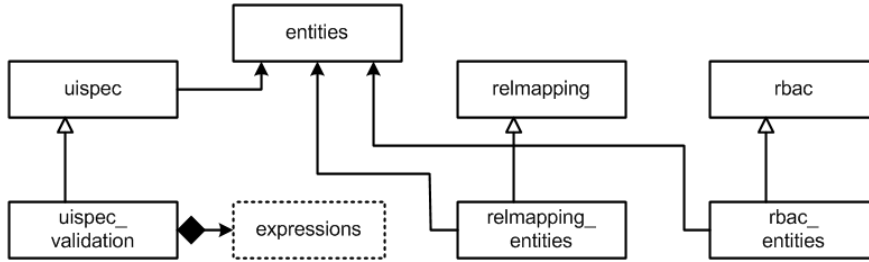 entities
uispec
relmapping
rbac
uispec_
validation
expressions
relmapping_
entities
rbac_
entities